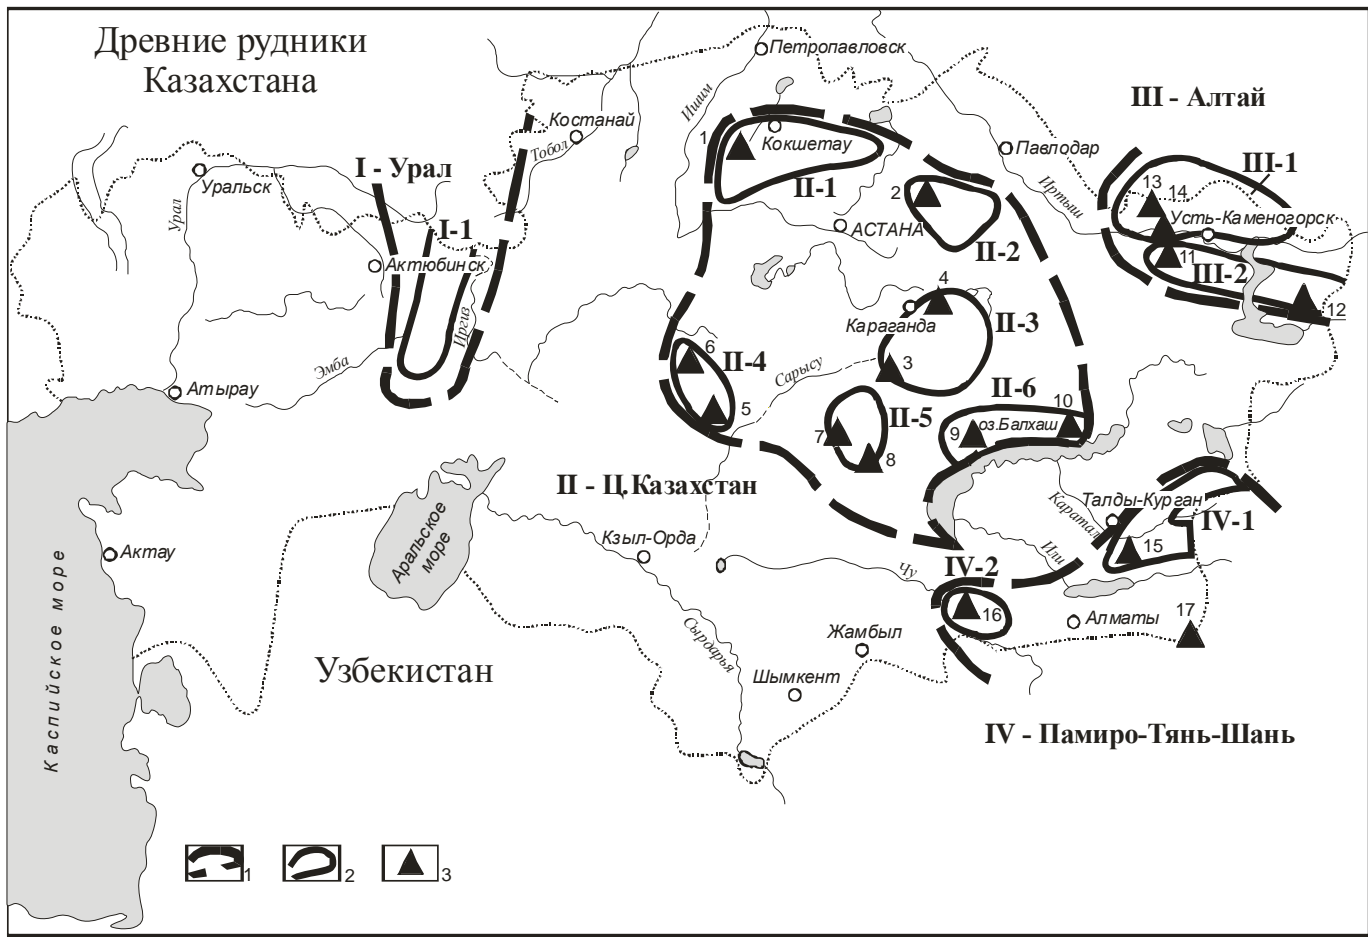 Древние рудники
Казахстана
Петропавловск
Ишим
Костанай
Тобол
III - Алтай
I - Урал
Уральск
Урал
I-1
Актюбинск
Иргиз
Эмба
Атырау
1
Кокшетау
II-1
2
АСТАНА
II-2
Павлодар
Иртыш
III-1
13
14
Усть-Каменогорск
11
III-2
12
4
Караганда
II-3
3
6
II-4
5
Сарысу
II-5
7
8
II-6
9
оз.Балхаш
10
II - Ц.Казахстан
Аральское
море
Кзыл-Орда
Чу
Сырдарья
Талды-Курган
Каратал
IV-1
15
Или
IV-2
16
Алматы
17
Жамбыл
Шымкент
Актау
Каспийское море
Узбекистан
IV - Памиро-Тянь-Шань
1
2
3